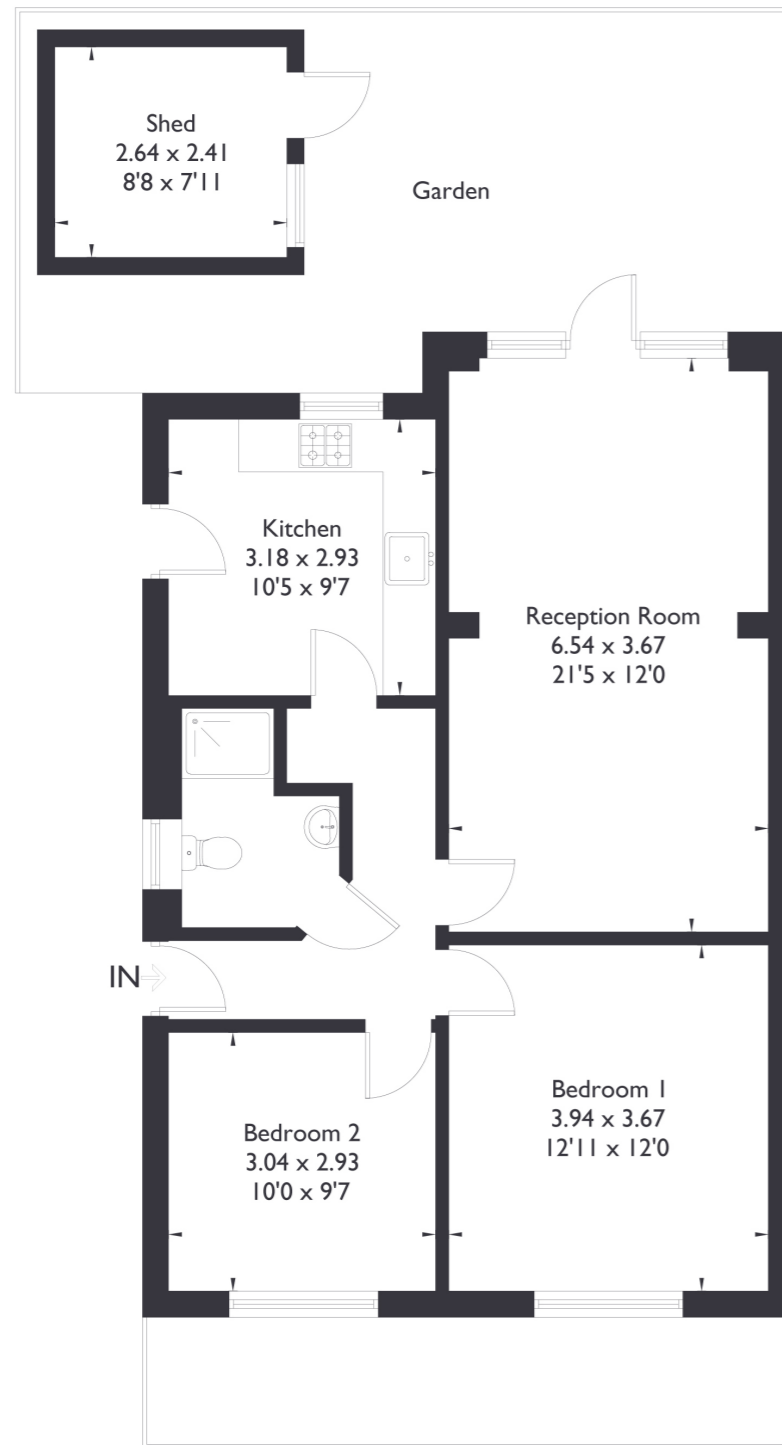 Shed
2.64 x 2.41
8'8 x 7'11
Garden
Kitchen
3.18 x 2.93
10'5 x 9'7
Reception Room
6.54 x 3.67
21'5 x 12'0
IN
Bedroom 1
3.94 x 3.67
12'11 x 12'0
Bedroom 2
3.04 x 2.93
10'0 x 9'7